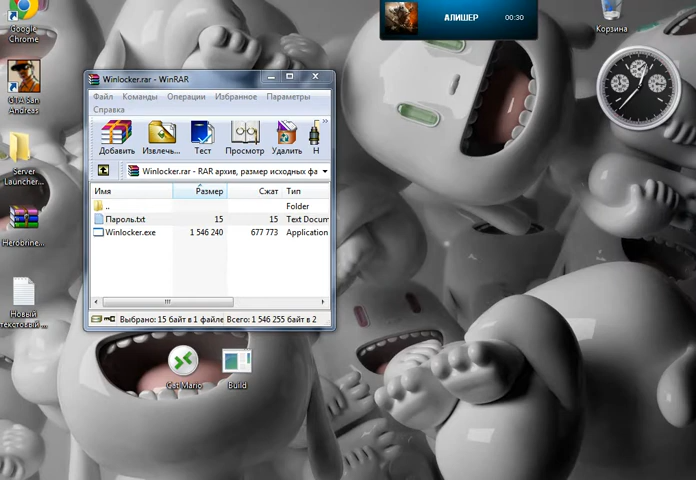 Google
Chrome
GTA San
Andreas
Server
Launcher...
Herobrine...
Новый
текстовый ...
Winlocker.rar - WinRAR
Файл Команды Операции Избранное Параметры
Справка
Добавить Извлечь... Тест Просмотр Удалить Н
»
Winlocker.rar - RAR архив, размер исходных фа
Имя Размер Сжат Тип
.. Folder
Пароль.txt 15 15 Text Docum
Winlocker.exe 1 546 240 677 773 Application
Выбрано: 15 байт в 1 файле Всего: 1 546 255 байт в 2
Cat Mario
Build
АЛИШЕР 00:30
Корзина